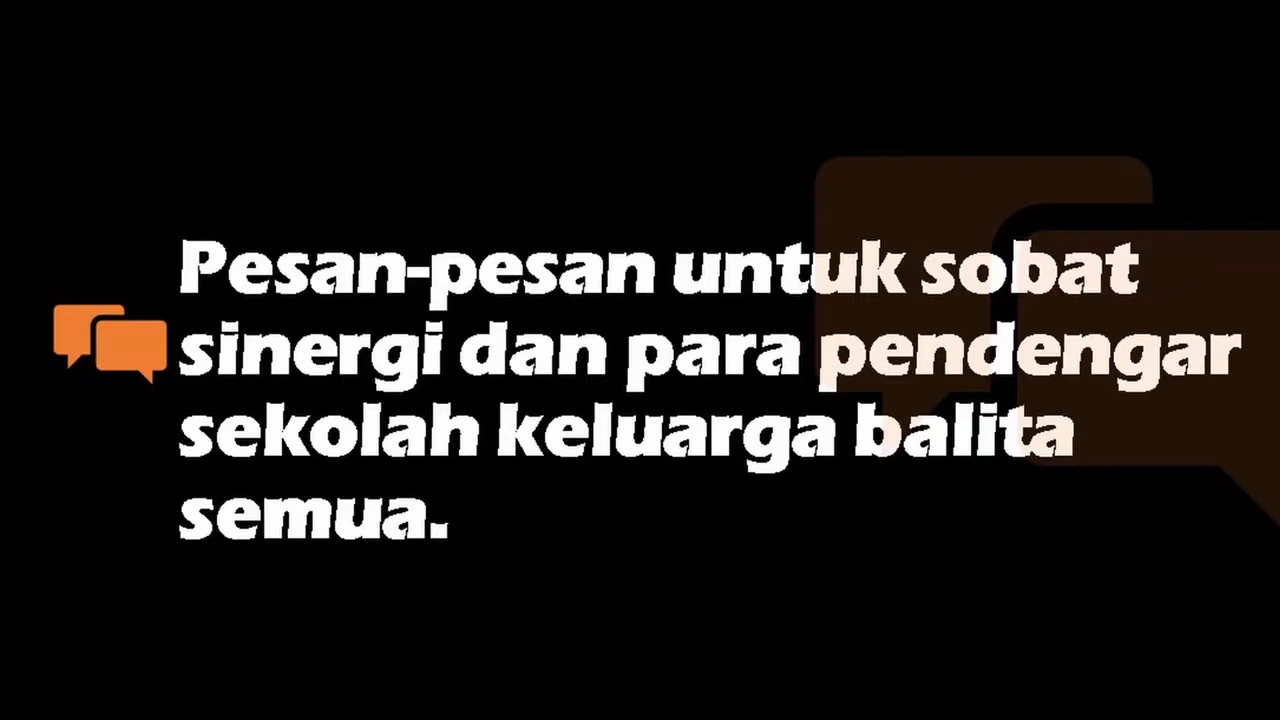 Pesan-pesan untuk sobat
sinergi dan para pendengar
sekolah keluarga balita
semua.